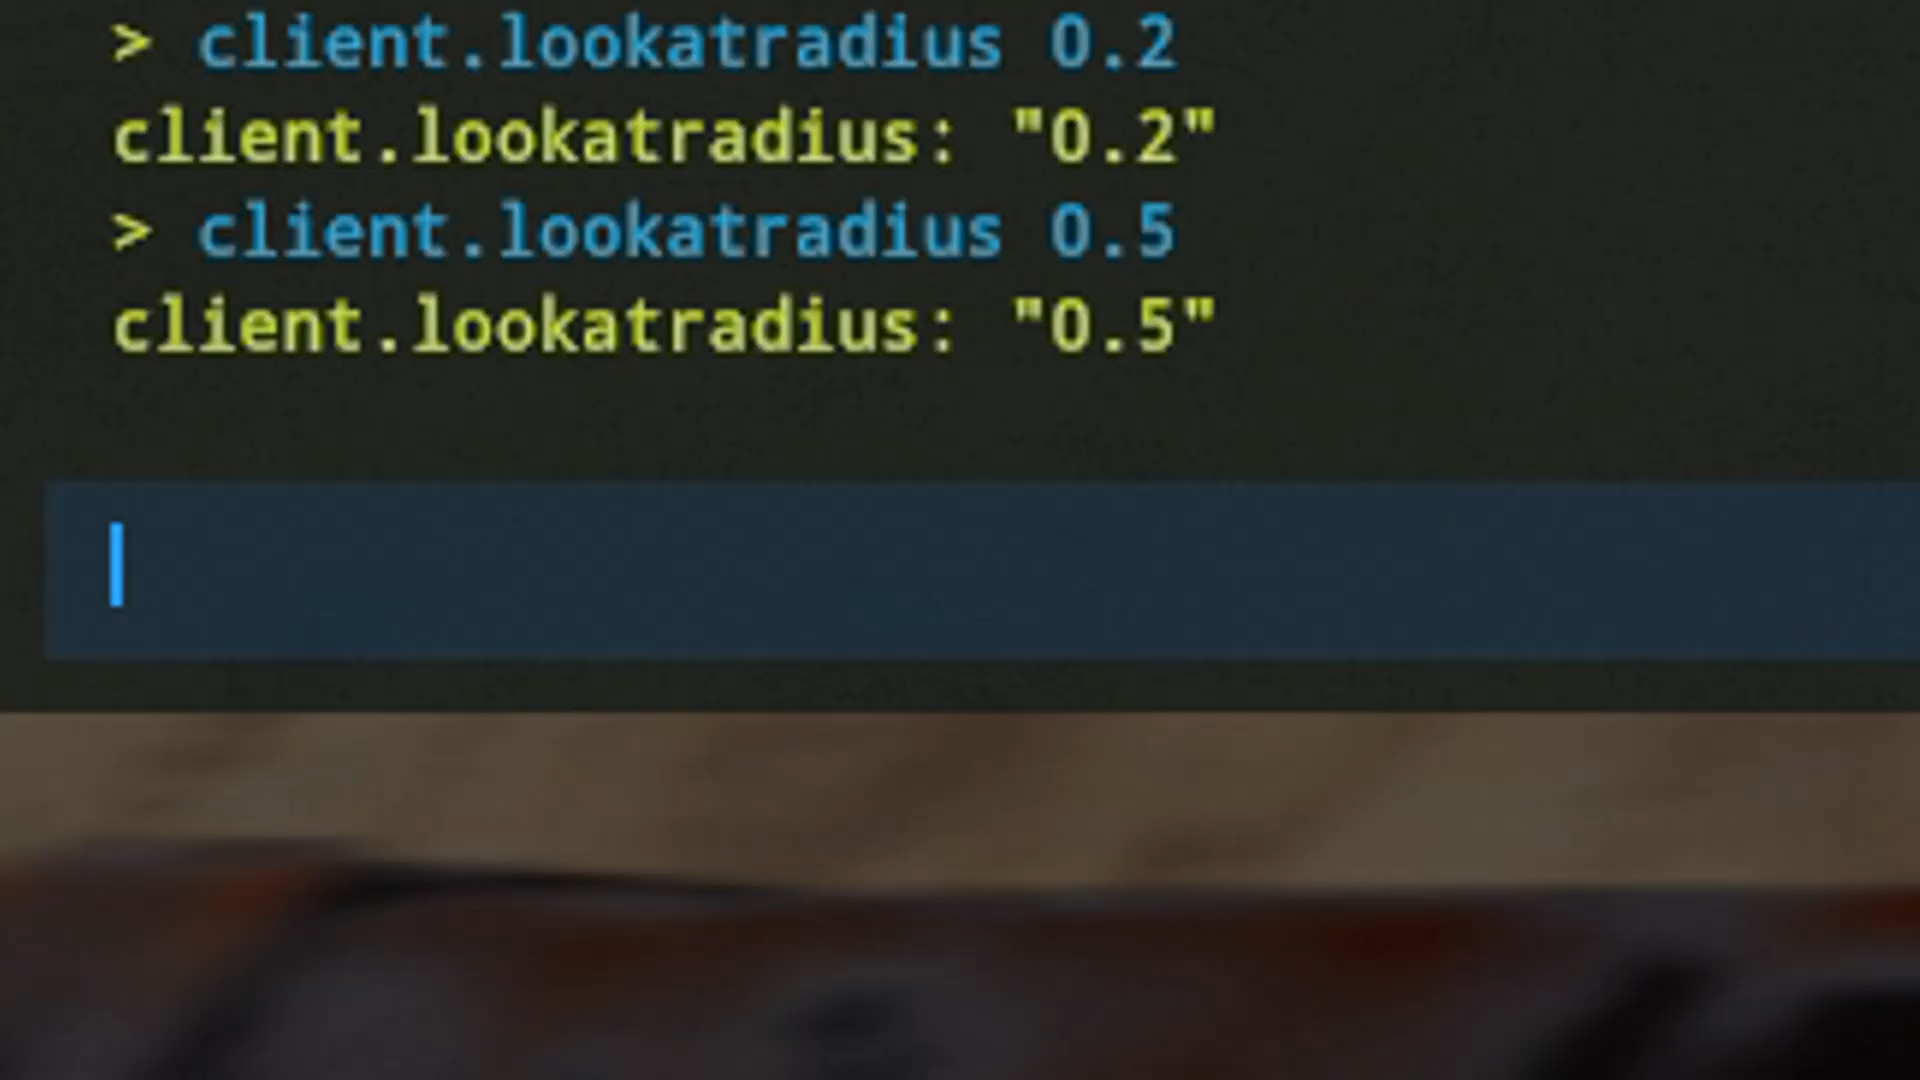 > client.lookatradius 0.2
client.lookatradius: "0.2"
> client.lookatradius 0.5
client.lookatradius: "0.5"